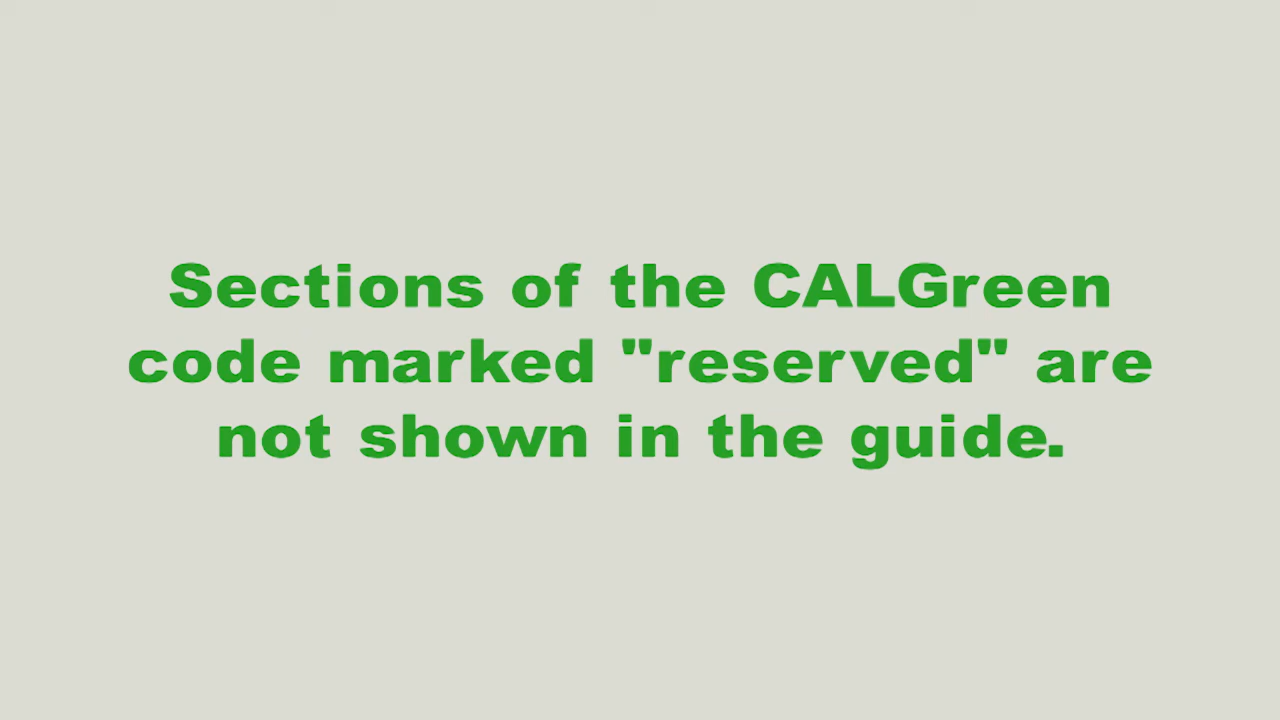 Sections of the CALGreen
code marked "reserved" are
not shown in the guide.